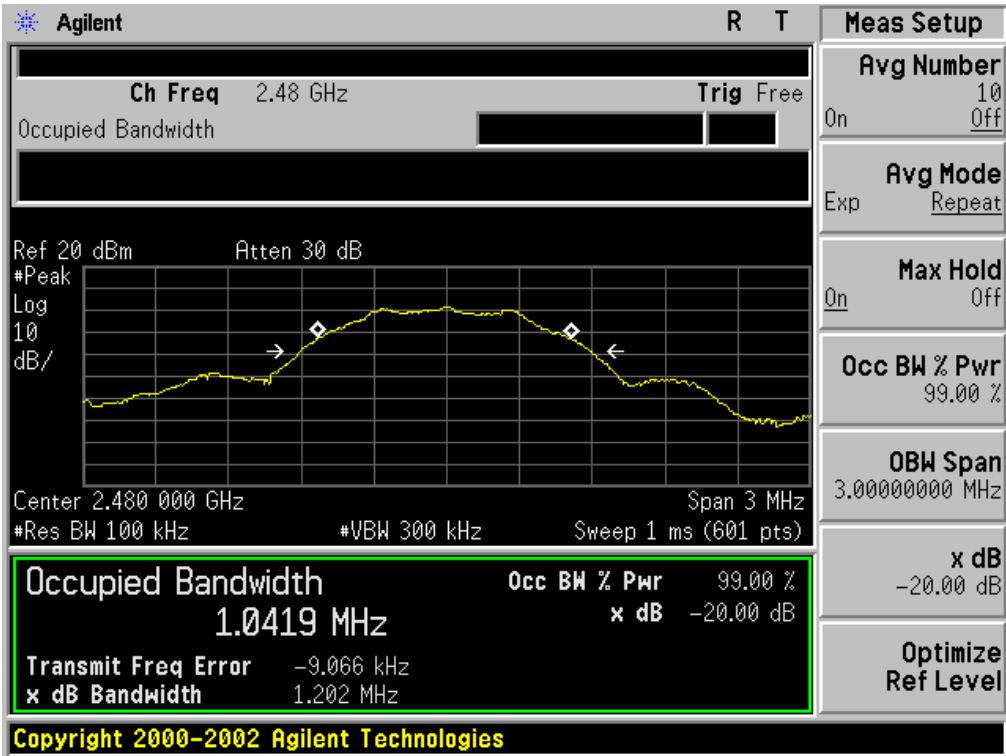 Agilent R T
Ch Freq 2.48 GHz Trig Free
Occupied Bandwidth
Ref 20 dBm Atten 30 dB
#Peak
Log
10
dB/
Center 2.480 000 GHz Span 3 MHz
#Res BW 100 kHz #VBW 300 kHz Sweep 1 ms (601 pts)
Occupied Bandwidth Occ BW % Pwr 99.00 %
1.0419 MHz x dB -20.00 dB
Transmit Freq Error -9.066 kHz
x dB Bandwidth 1.202 MHz
Copyright 2000-2002 Agilent Technologies
Meas Setup
Avg Number
10
On Off
Avg Mode
Exp Repeat
Max Hold
On Off
Occ BW % Pwr
99.00 %
OBW Span
3.00000000 MHz
x dB
-20.00 dB
Optimize
Ref Level